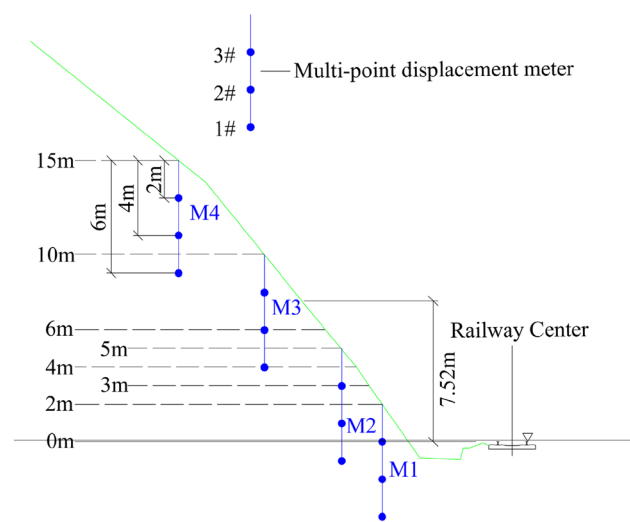 3#
Multi-point displacement meter
2#
1#
15m
2m
4m
6m
M4
10m
M3
6m
Railway Center
5m
4m
7.52m
3m
2m
M2
0m
M1